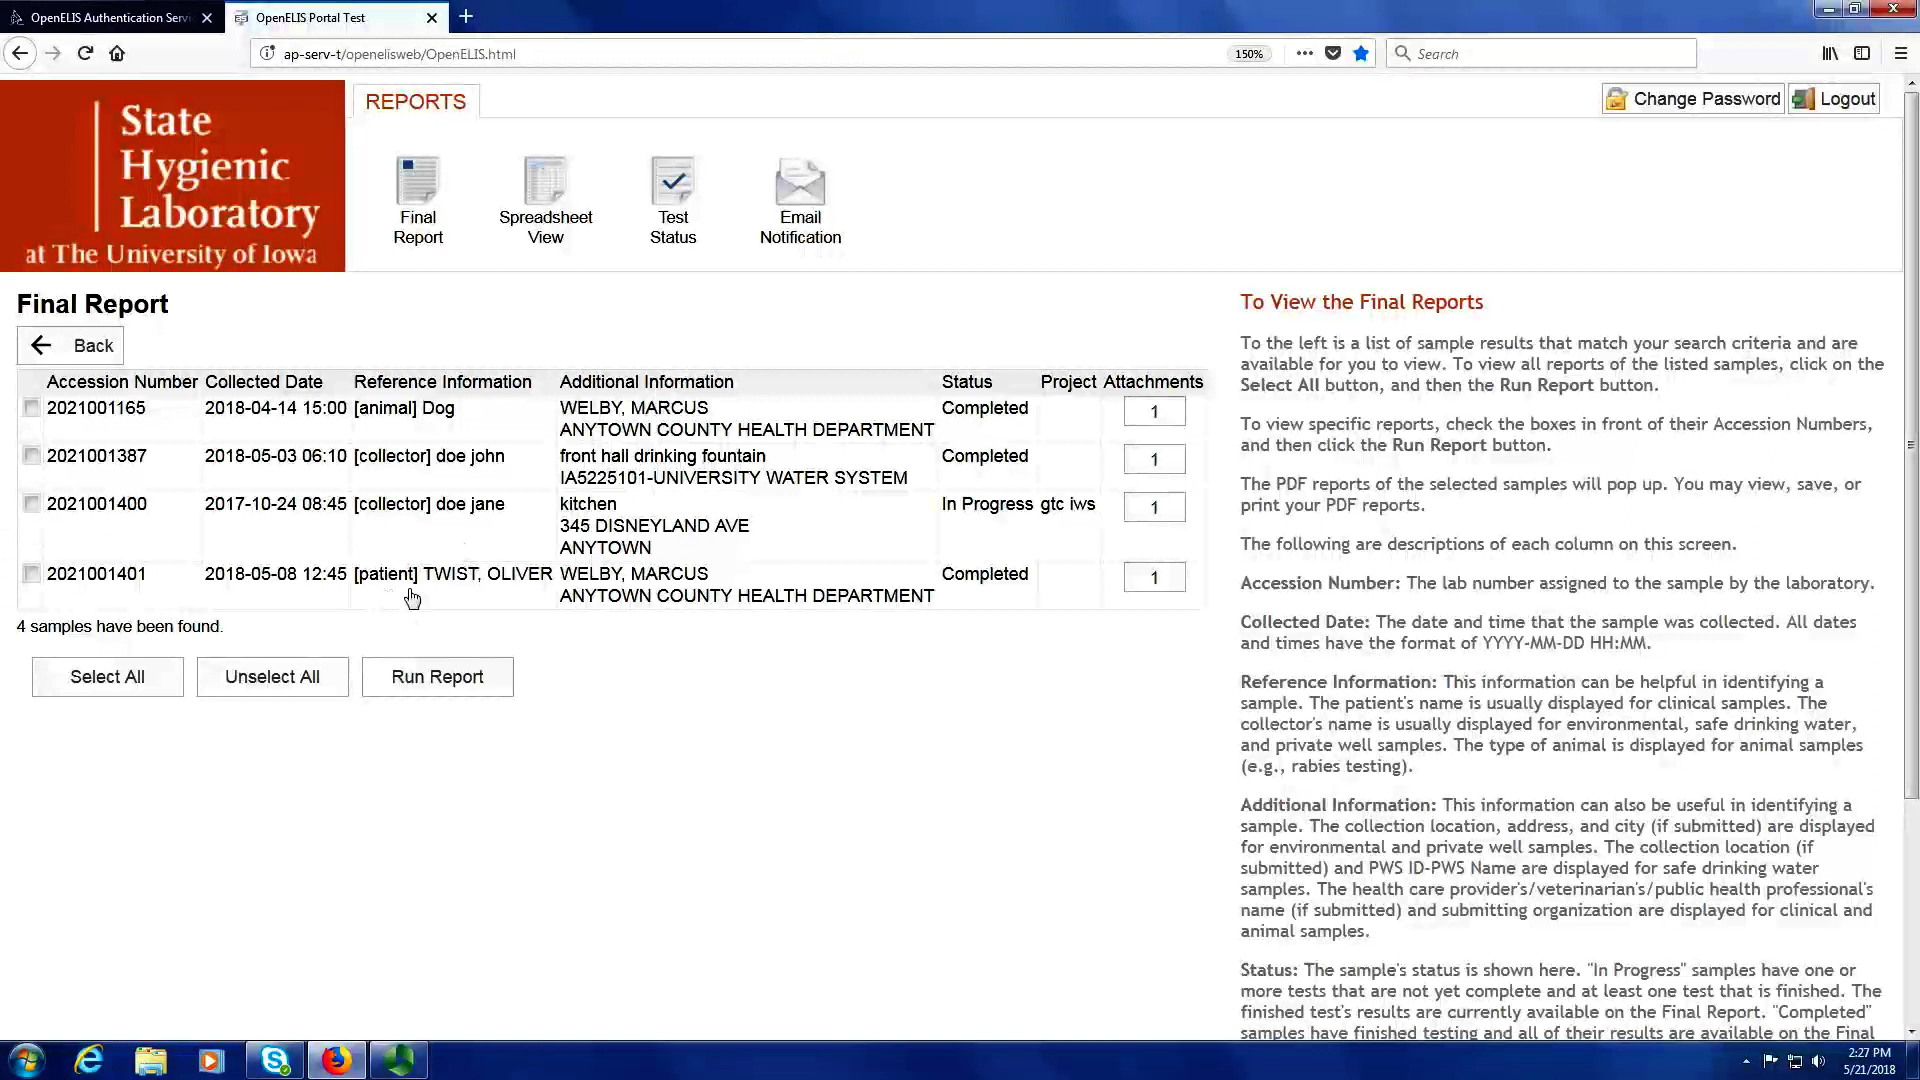 OpenELIS Authentication Serv
OpenELIS Portal Test
ap-serv-t/openelisweb/OpenELIS.html
150%
Search
State
Hygienic
Laboratory
at The University of Iowa
REPORTS
Change Password
Logout
Final
Report
Spreadsheet
View
Test
Status
Email
Notification
Final Report
Back
Accession Number Collected Date Reference Information Additional Information Status Project Attachments
2021001165 2018-04-14 15:00 [animal] Dog WELBY, MARCUS Completed 1
ANYTOWN COUNTY HEALTH DEPARTMENT
2021001387 2018-05-03 06:10 [collector] doe john front hall drinking fountain Completed 1
IA5225101-UNIVERSITY WATER SYSTEM
2021001400 2017-10-24 08:45 [collector] doe jane kitchen In Progress gtc iws 1
345 DISNEYLAND AVE
ANYTOWN
2021001401 2018-05-08 12:45 [patient] TWIST, OLIVER WELBY, MARCUS Completed 1
ANYTOWN COUNTY HEALTH DEPARTMENT
4 samples have been found.
Select All
Unselect All
Run Report
To View the Final Reports
To the left is a list of sample results that match your search criteria and are
available for you to view. To view all reports of the listed samples, click on the
Select All button, and then the Run Report button.
To view specific reports, check the boxes in front of their Accession Numbers,
and then click the Run Report button.
The PDF reports of the selected samples will pop up. You may view, save, or
print your PDF reports.
The following are descriptions of each column on this screen.
Accession Number: The lab number assigned to the sample by the laboratory.
Collected Date: The date and time that the sample was collected. All dates
and times have the format of YYYY-MM-DD HH:MM.
Reference Information: This information can be helpful in identifying a
sample. The patient's name is usually displayed for clinical samples. The
collector's name is usually displayed for environmental, safe drinking water,
and private well samples. The type of animal is displayed for animal samples
(e.g., rabies testing).
Additional Information: This information can also be useful in identifying a
sample. The collection location, address, and city (if submitted) are displayed
for environmental and private well samples. The collection location (if
submitted) and PWS ID-PWS Name are displayed for safe drinking water
samples. The health care provider's/veterinarian's/public health professional's
name (if submitted) and submitting organization are displayed for clinical and
animal samples.
Status: The sample's status is shown here. "In Progress" samples have one or
more tests that are not yet complete and at least one test that is finished. The
finished test's results are currently available on the Final Report. "Completed"
samples have finished testing and all of their results are available on the Final
2:27 PM
5/21/2018